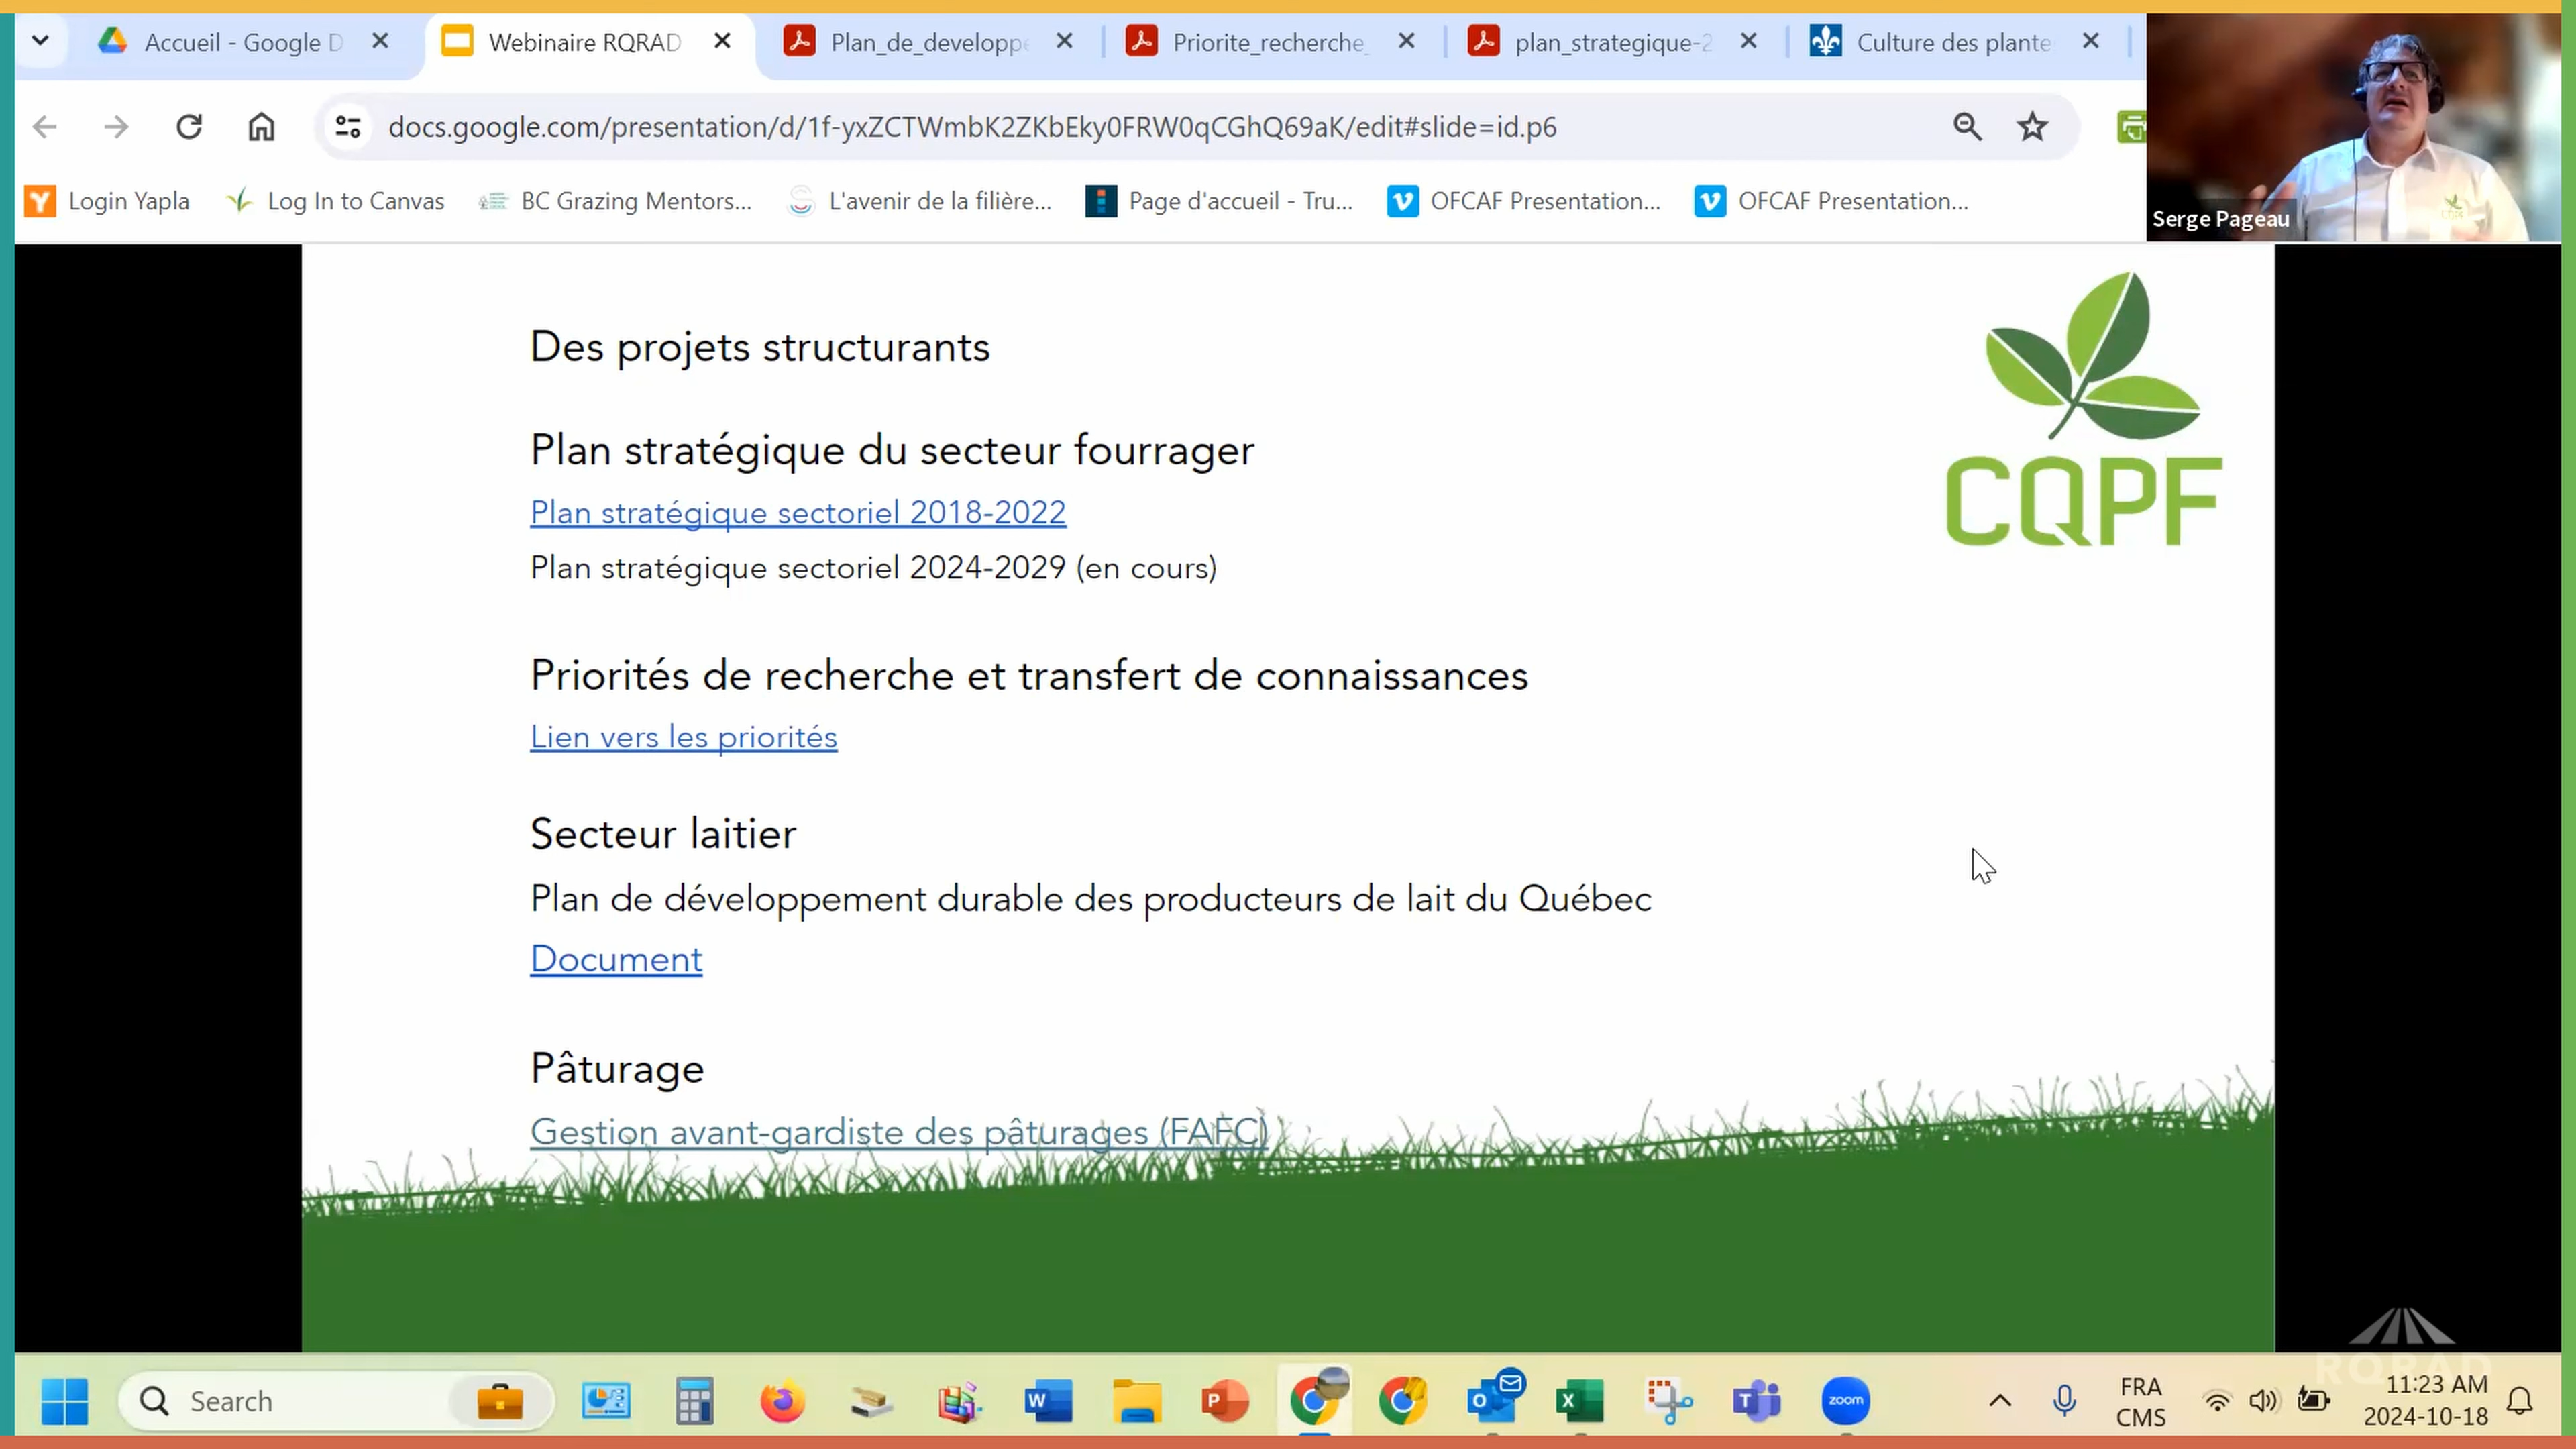 Accueil - Google D
Webinaire RQRAD
Plan_de_develop
Priorite_recherche_
plan_strategique-2
Culture des plante
docs.google.com/presentation/d/1f-yxZCTWmbK2ZKbEky0FRW0qCGhQ69aK/edit#slide=id.p6
Login Yapla
Log In to Canvas
BC Grazing Mentors...
L'avenir de la filière...
Page d'accueil - Tru...
OFCAF Presentation...
OFCAF Presentation...
Serge Pageau
Des projets structurants
CQPF
Plan stratégique du secteur fourrager
Plan stratégique sectoriel 2018-2022
Plan stratégique sectoriel 2024-2029 (en cours)
Priorités de recherche et transfert de connaissances
Lien vers les priorités
Secteur laitier
Plan de développement durable des producteurs de lait du Québec
Document
Pâturage
Gestion avant-gardiste des pâturages (FAFC)
RQRAD
Search
zoom
FRA
CMS
11:23 AM
2024-10-18